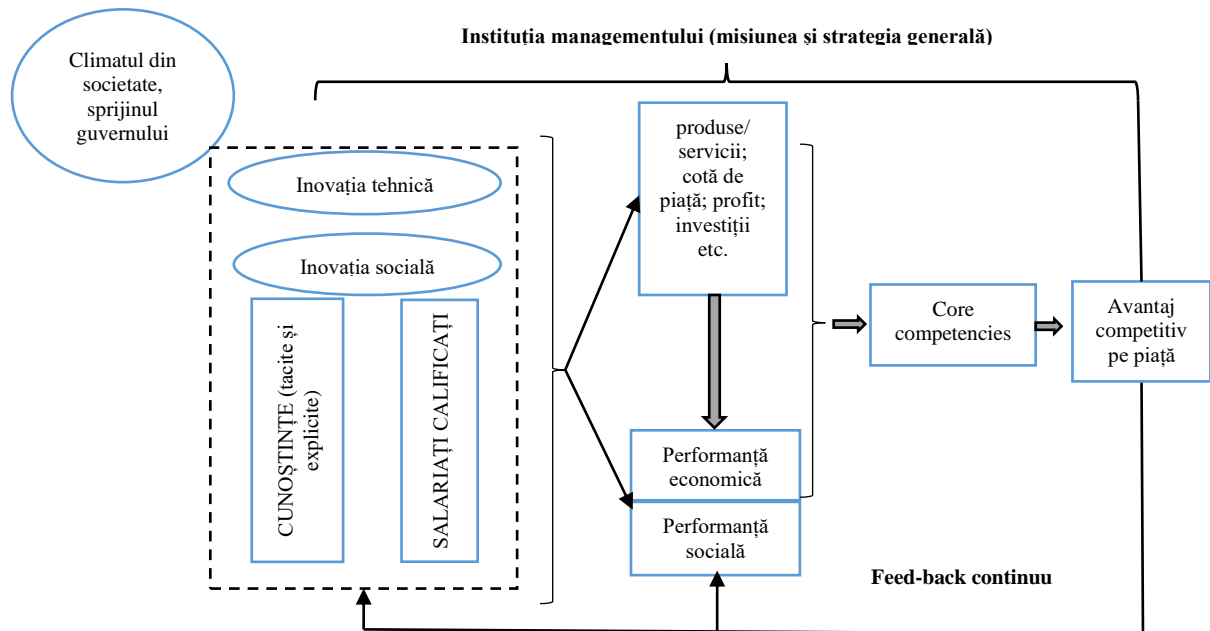 Instituția managementului (misiunea și strategia generală)
Climatul din
societate,
sprijinul
guvernului
Inovația tehnică
Inovația socială
CUNOȘTINȚE (tacite și
explicite)
SALARIAȚI CALIFICAȚI
produse/
servicii;
cotă de
piață; profit;
investiții
etc.
Performanță
economică
Performanță
socială
Core
competencies
Avantaj
competitiv
pe piață
Feed-back continuu